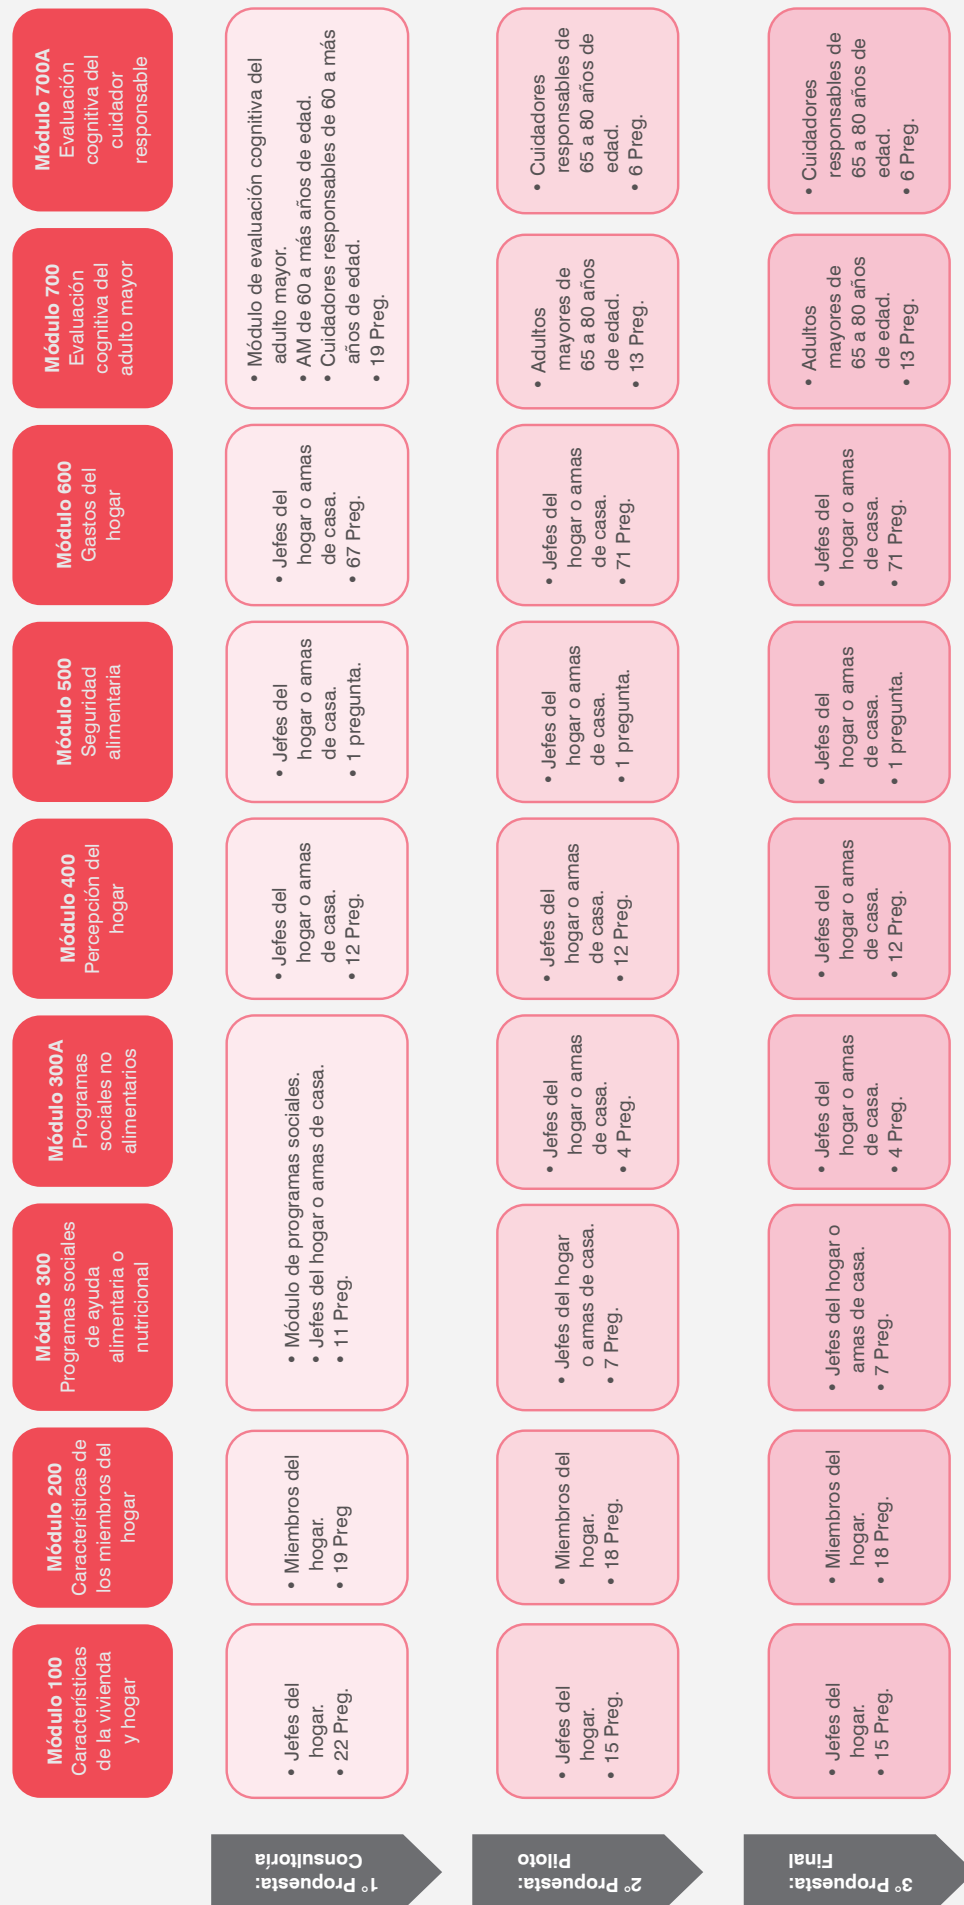 Módulo 100
Características
de la vivienda
y hogar
Módulo 200
Características de
los miembros del
hogar
Módulo 300
Programas sociales
de ayuda
alimentaria o
nutricional
Módulo 300A
Programas
sociales no
alimentarios
Módulo 400
Percepción del
hogar
Módulo 500
Seguridad
alimentaria
Módulo 600
Gastos del
hogar
Módulo 700
Evaluación
cognitiva del
adulto mayor
Módulo 700A
Evaluación
cognitiva del
cuidador
responsable
1° Propuesta:
Consultoría
• Jefes del
hogar.
• 22 Preg.
• Miembros del
hogar.
• 19 Preg
• Módulo de programas sociales.
• Jefes del hogar o amas de casa.
• 11 Preg.
• Jefes del
hogar o amas
de casa.
• 12 Preg.
• Jefes del
hogar o amas
de casa.
• 1 pregunta.
• Jefes del
hogar o amas
de casa.
• 67 Preg.
• Módulo de evaluación cognitiva del
adulto mayor.
• AM de 60 a más años de edad.
• Cuidadores responsables de 60 a más
años de edad.
• 19 Preg.
2° Propuesta:
Piloto
• Jefes del
hogar.
• 15 Preg.
• Miembros del
hogar.
• 18 Preg.
• Jefes del hogar
o amas de casa.
• 7 Preg.
• Jefes del
hogar o amas
de casa.
• 4 Preg.
• Jefes del
hogar o amas
de casa.
• 12 Preg.
• Jefes del
hogar o amas
de casa.
• 1 pregunta.
• Jefes del
hogar o amas
de casa.
• 71 Preg.
• Adultos
mayores de
65 a 80 años
de edad.
• 13 Preg.
• Cuidadores
responsables de
65 a 80 años de
edad.
• 6 Preg.
3° Propuesta:
Final
• Jefes del
hogar.
• 15 Preg.
• Miembros del
hogar.
• 18 Preg.
• Jefes del hogar o
amas de casa.
• 7 Preg.
• Jefes del
hogar o amas
de casa.
• 4 Preg.
• Jefes del
hogar o amas
de casa.
• 12 Preg.
• Jefes del
hogar o amas
de casa.
• 1 pregunta.
• Jefes del
hogar o amas
de casa.
• 71 Preg.
• Adultos
mayores de
65 a 80 años
de edad.
• 13 Preg.
• Cuidadores
responsables de
65 a 80 años de
edad.
• 6 Preg.